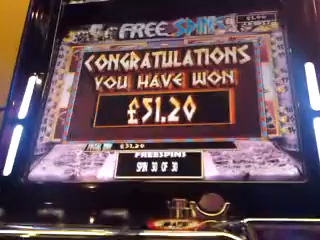 FREE SPINS
CONGRATULATIONS
YOU HAVE WON
£51.20
FREESPINS
SPIN 30 OF 30